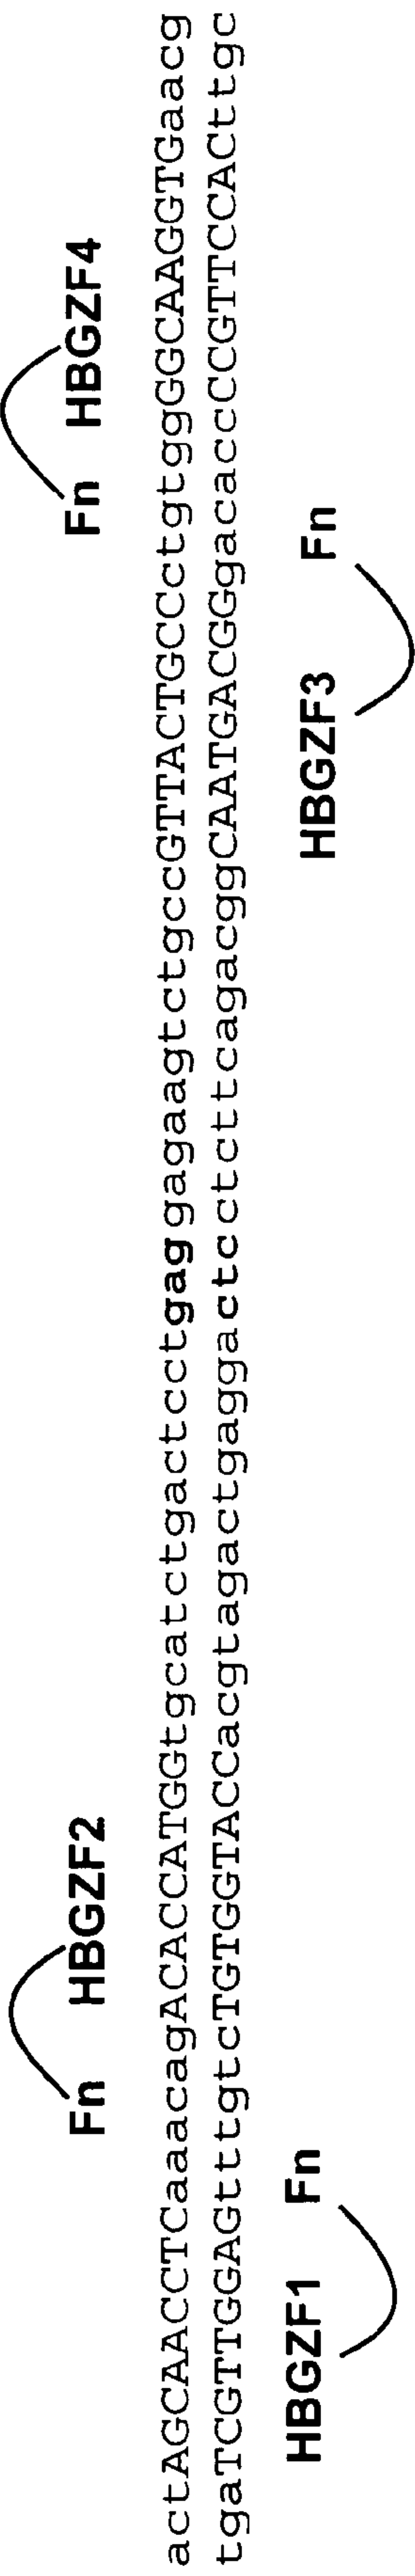 Fn HBGZF2 Fn HBGZF4
actAGCAACCTCaaacagACACCATGGtgcatctgactcctgaggagaagtctgccGTTACTGCCctgtggGGCAAGGTGaacg
tgaTCGTTGGAGtttgtcTGTGGTACCacgtagactgaggactcctcttcagacggCAATGACGGgacaccCCGTTCCACttgc
HBGZF1 Fn HBGZF3 Fn